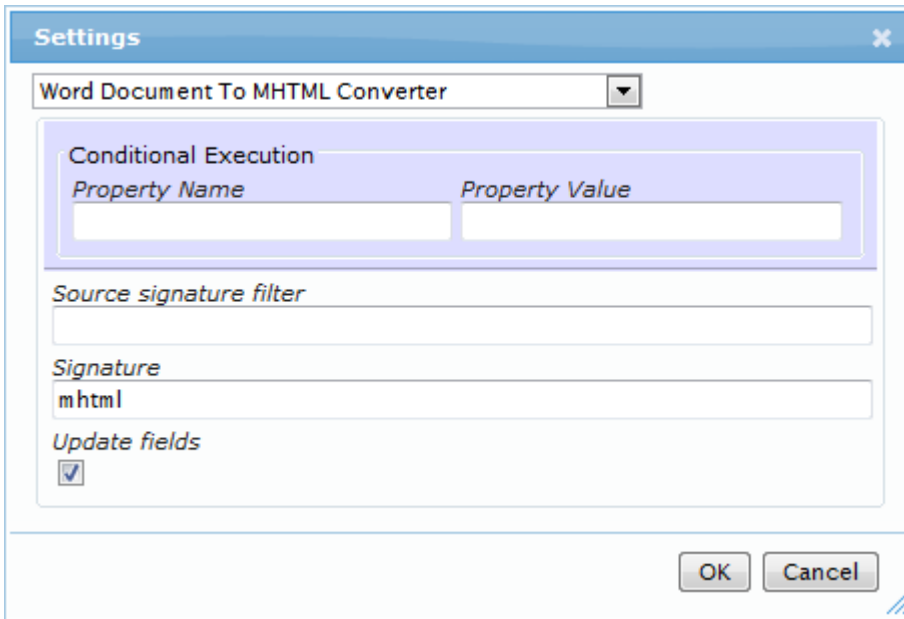 Settings
Word Document To MHTML Converter
Conditional Execution
Property Name Property Value
Source signature filter
Signature
mhtml
Update fields
OK Cancel